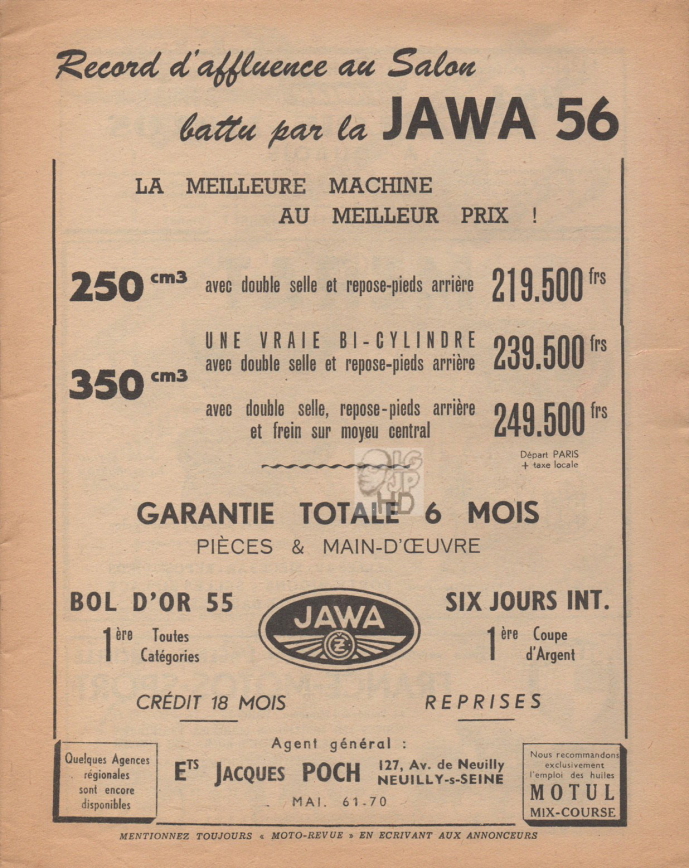 Record d'affluence au Salon
battu par la JAWA 56
LA MEILLEURE MACHINE
AU MEILLEUR PRIX !
250 cm3 avec double selle et repose-pieds arrière 219.500 frs
350 cm3
UNE VRAIE BI-CYLINDRE
avec double selle et repose-pieds arrière 239.500 frs
avec double selle, repose-pieds arrière
et frein sur moyeu central 249.500 frs
Départ PARIS
+ taxe locale
IGJPHD
GARANTIE TOTALE 6 MOIS
PIÈCES & MAIN-D'ŒUVRE
BOL D'OR 55
1ère Toutes
Catégories
JAWA
CZ
SIX JOURS INT.
1ère Coupe
d'Argent
CRÉDIT 18 MOIS
REPRISES
Quelques Agences
régionales
sont encore
disponibles
Agent général :
ETS JACQUES POCH 127, Av. de Neuilly
NEUILLY-s-SEINE
MAI. 61-70
Nous recommandons
exclusivement
l'emploi des huiles
MOTUL
MIX-COURSE
MENTIONNEZ TOUJOURS « MOTO-REVUE » EN ECRIVANT AUX ANNONCEURS